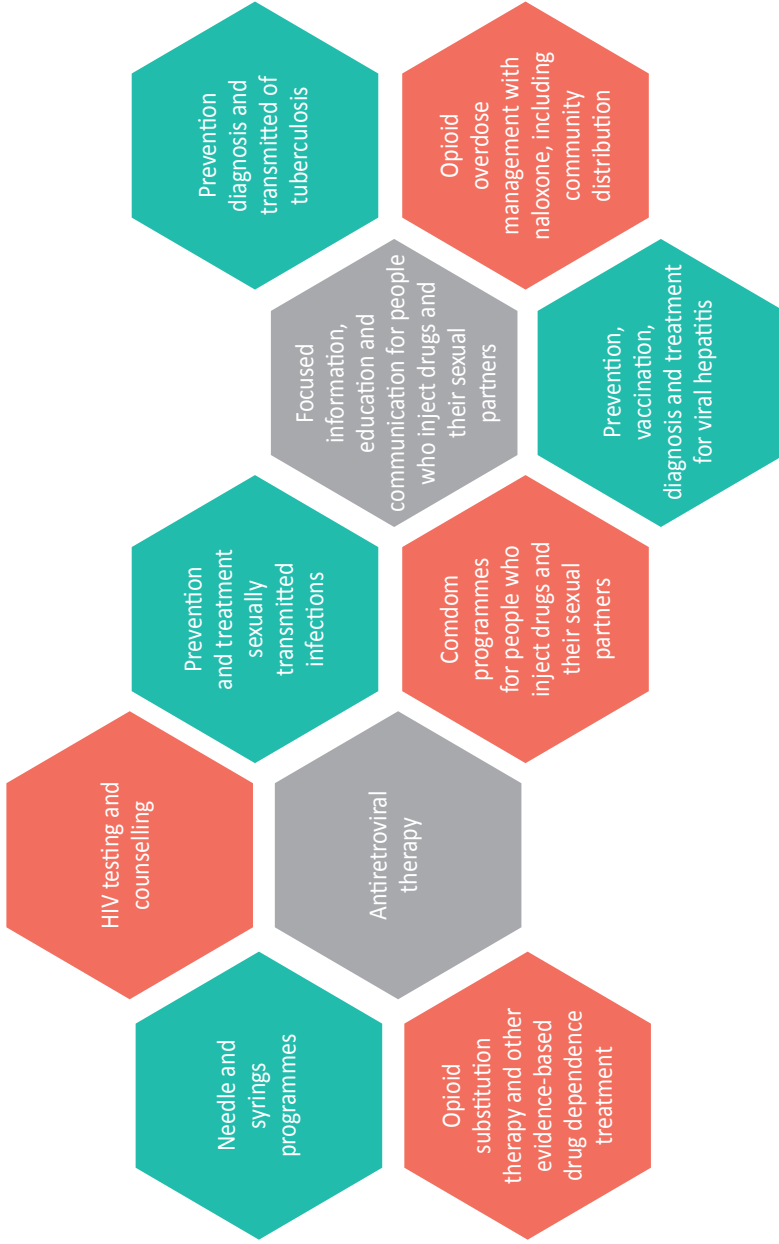 Needle and
syrings
programmes
Opioid
substitution
therapy and other
evidence-based
drug dependence
treatment
HIV testing and
counselling
Antiretroviral
therapy
Prevention
and treatment
sexually
transmitted
infections
Comdom
programmes
for people who
inject drugs and
their sexual
partners
Focused
information,
education and
communication for people
who inject drugs and
their sexual
partners
Prevention,
vaccination,
diagnosis and treatment
for viral hepatitis
Prevention
diagnosis and
transmitted of
tuberculosis
Opioid
overdose
management with
naloxone, including
community
distribution